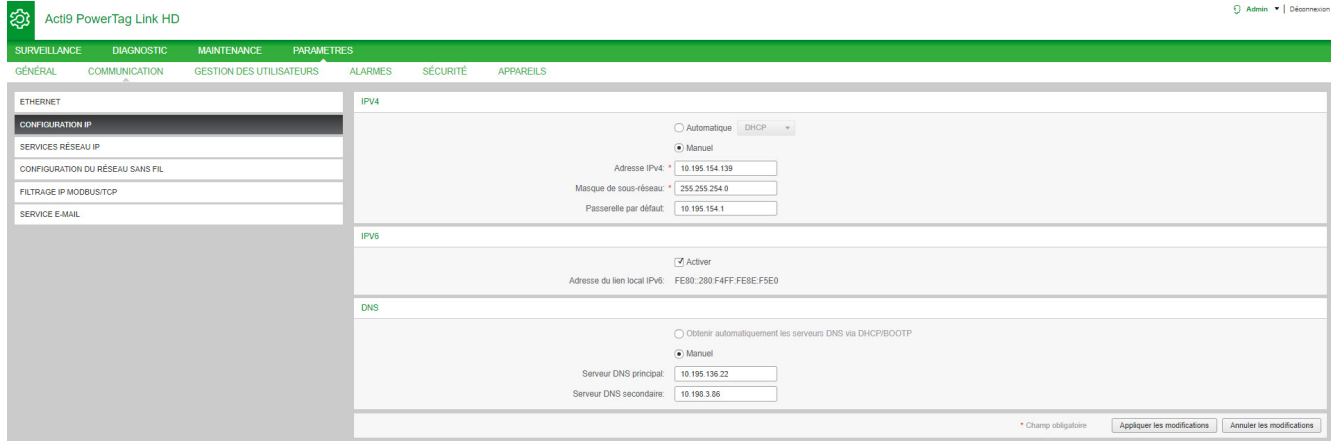 Acti9 PowerTag Link HD
Admin | Déconnexion
SURVEILLANCE DIAGNOSTIC MAINTENANCE PARAMETRES
GÉNÉRAL COMMUNICATION GESTION DES UTILISATEURS ALARMES SÉCURITÉ APPAREILS
ETHERNET
CONFIGURATION IP
SERVICES RÉSEAU IP
CONFIGURATION DU RÉSEAU SANS FIL
FILTRAGE IP MODBUS/TCP
SERVICE E-MAIL
IPV4
Automatique DHCP
Manuel
Adresse IPv4: * 10.195.154.139
Masque de sous-réseau: * 255.255.254.0
Passerelle par défaut: 10.195.154.1
IPV6
Activer
Adresse du lien local IPv6: FE80::280:F4FF:FE8E:F5E0
DNS
Obtenir automatiquement les serveurs DNS via DHCP/BOOTP
Manuel
Serveur DNS principal: 10.195.136.22
Serveur DNS secondaire: 10.198.3.86
* Champ obligatoire Appliquer les modifications Annuler les modifications